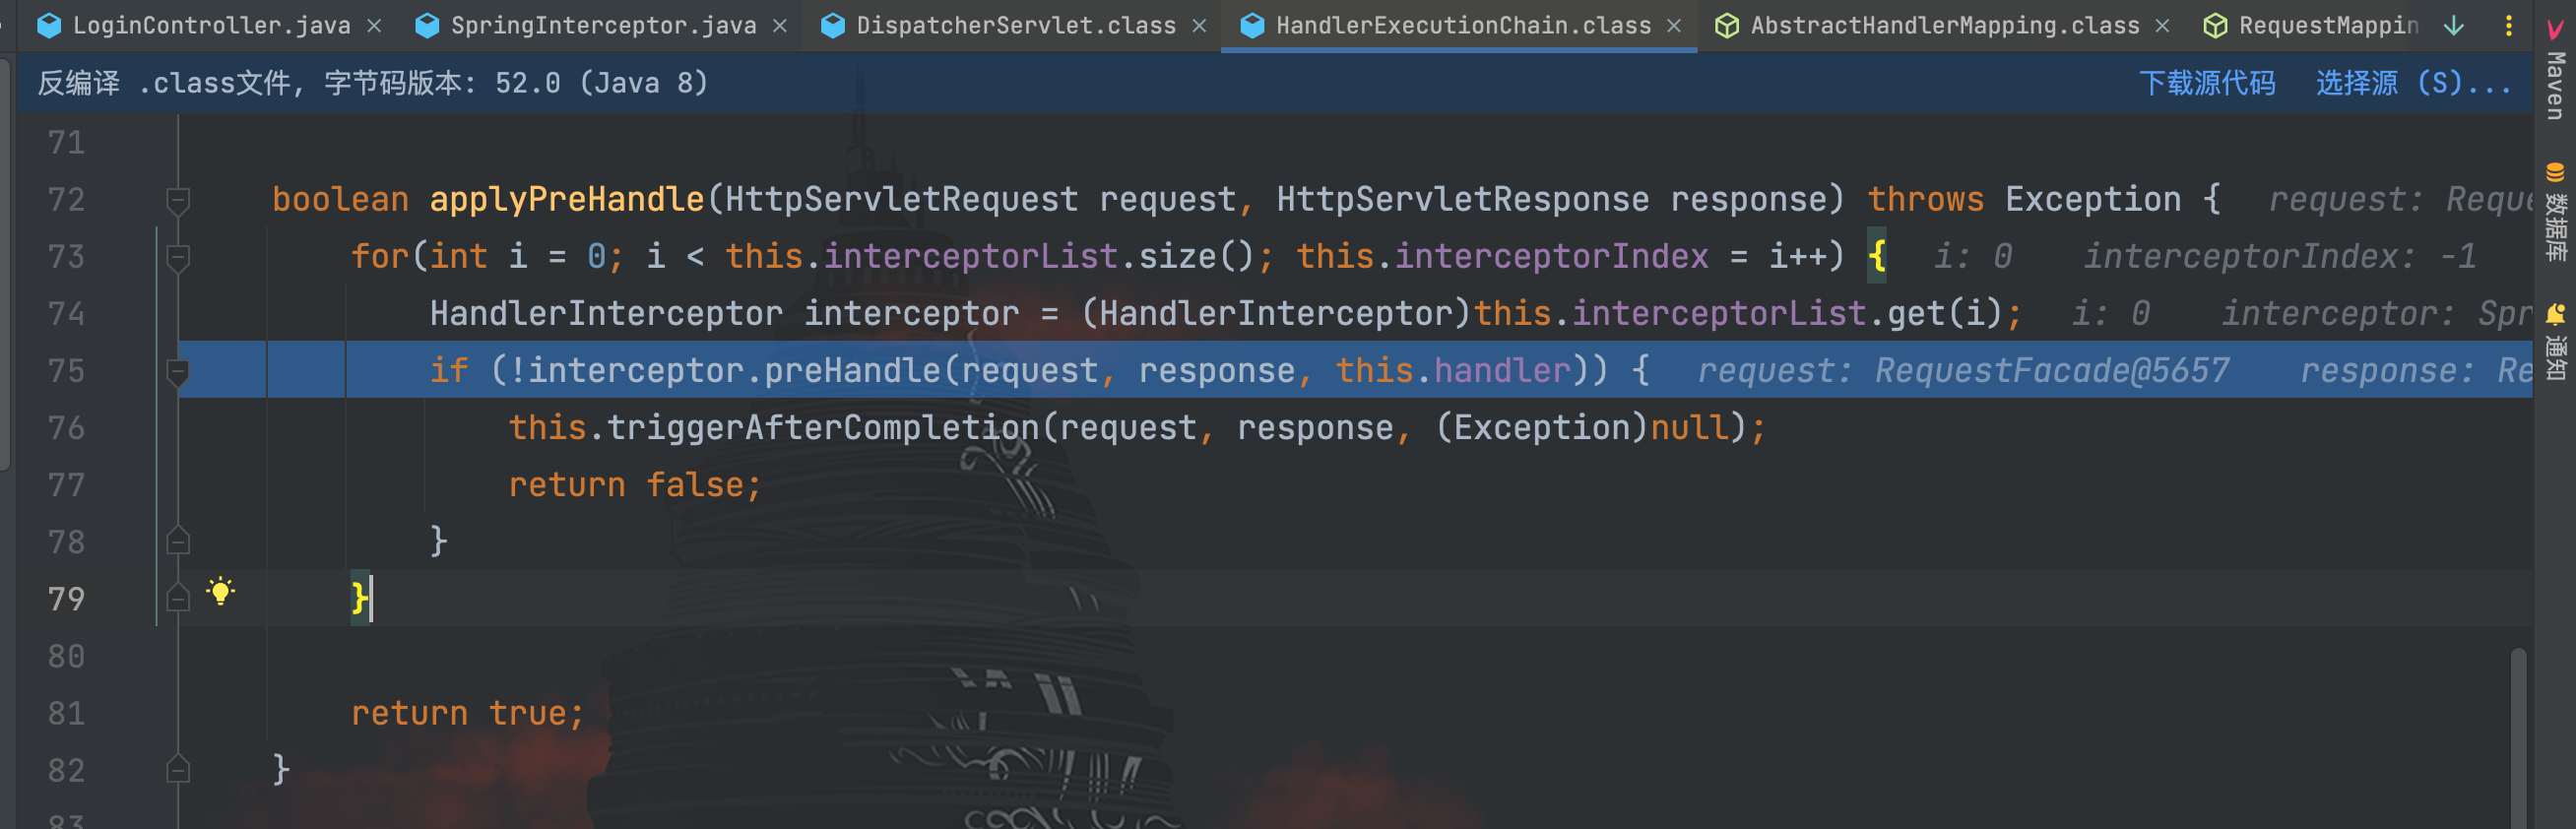 LoginController.java SpringInterceptor.java DispatcherServlet.class HandlerExecutionChain.class AbstractHandlerMapping.class RequestMappin
反编译 .class文件, 字节码版本: 52.0 (Java 8) 下载源代码 选择源 (S)...
71
72 boolean applyPreHandle(HttpServletRequest request, HttpServletResponse response) throws Exception { request: Reque
73 for(int i = 0; i < this.interceptorList.size(); this.interceptorIndex = i++) { i: 0 interceptorIndex: -1
74 HandlerInterceptor interceptor = (HandlerInterceptor)this.interceptorList.get(i); i: 0 interceptor: Spr
75 if (!interceptor.preHandle(request, response, this.handler)) { request: RequestFacade@5657 response: Re
76 this.triggerAfterCompletion(request, response, (Exception)null);
77 return false;
78 }
79 }
80
81 return true;
82 }
83
Maven
数据库
通知